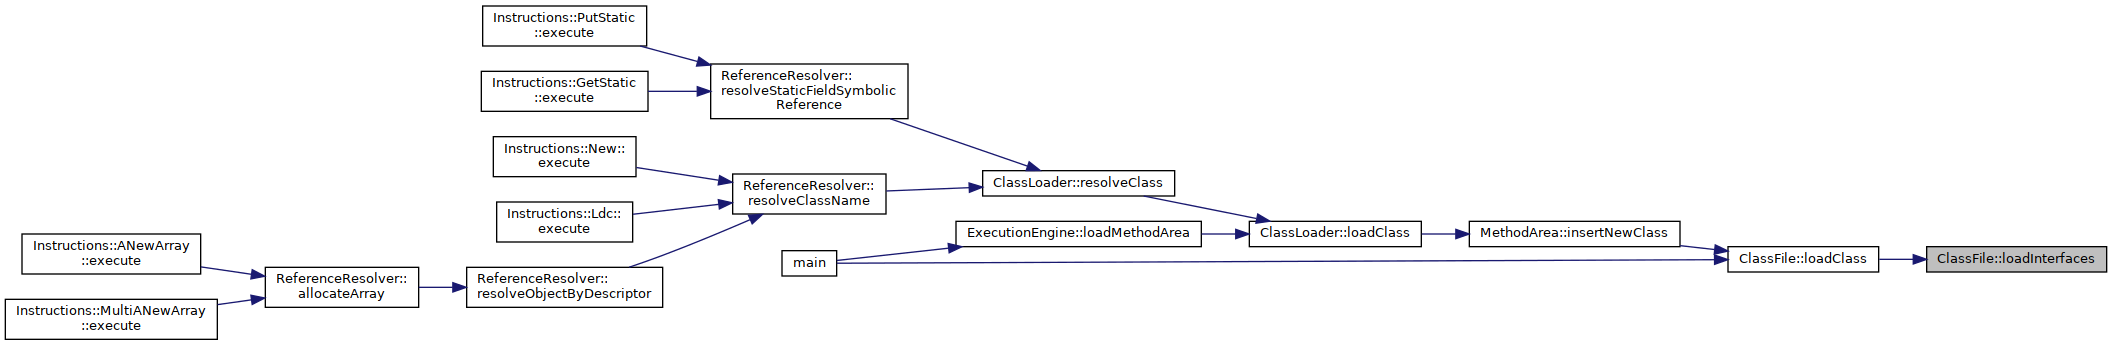 Instructions::PutStatic
::execute
Instructions::GetStatic
::execute
ReferenceResolver::
resolveStaticFieldSymbolic
Reference
Instructions::New::
execute
Instructions::Ldc::
execute
ReferenceResolver::
resolveClassName
ClassLoader::resolveClass
Instructions::ANewArray
::execute
Instructions::MultiANewArray
::execute
ReferenceResolver::
allocateArray
ReferenceResolver::
resolveObjectByDescriptor
main
ExecutionEngine::loadMethodArea
ClassLoader::loadClass
MethodArea::insertNewClass
ClassFile::loadClass
ClassFile::loadInterfaces